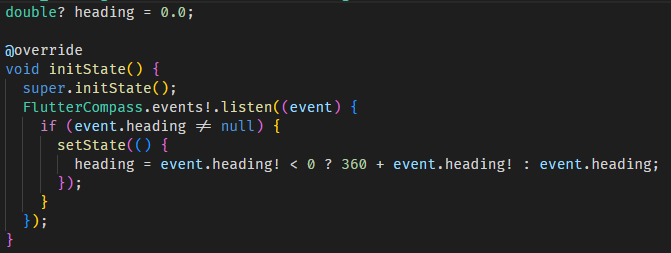 double? heading = 0.0;
@override
void initState() {
super.initState();
FlutterCompass.events!.listen((event) {
if (event.heading != null) {
setState(() {
heading = event.heading! < 0 ? 360 + event.heading! : event.heading;
});
}
});
}